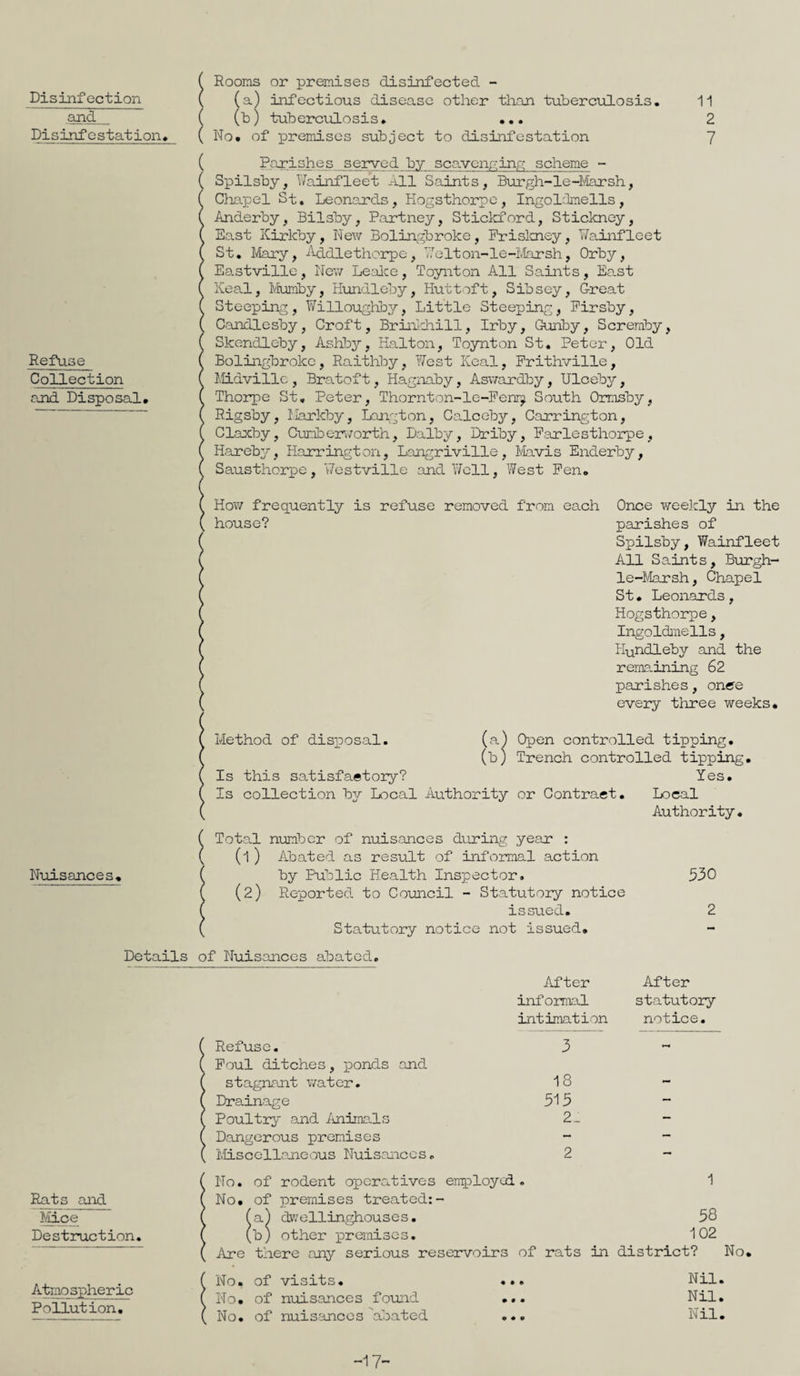 Disinfection
and
Disinfestation.
( Rooms or premises disinfected -
( (a) infectious disease other than tuberculosis. 11
( (b) tuberculosis. ... 2
( No. of premises subject to disinfestation 7
Refuse
Collection
and Disposal.
( Parishes served by scavenging scheme -
( Spilsby, Wainfleet All Saints, Burgh-le-Marsh,
( Chapel St. Leonards, Hogsthorpe, Ingoldmells,
( Anderby, Bilsby, Partney, Stickford, Stickney,
( East Kirkby, New Bolingbroke, Friskney, Wainfleet
( St. Mary, Addlethorpe, Welton-le-Marsh, Orby,
( Eastville, New Leake, Toynton All Saints, East
( Keal, Mumby, Hundleby, Huttoft, Sibsey, Great
( Steeping, Willoughby, Little Steeping, Firsby,
( Candlesby, Croft, Brinkhill, Irby, Gunby, Scremby,
( Skendleby, Ashby, Halton, Toynton St. Peter, Old
( Bolingbroke, Raithby, West Keal, Frithville,
( Midville, Bratoft, Hagnaby, Aswardby, Ulceby,
( Thorpe St. Peter, Thornton-le-Fen, South Ormsby,
( Rigsby, Markby, Langton, Calceby, Carrington,
( Claxby, Cumberworth, Dalby, Driby, Farlesthorpe,
( Hareby, Harrington, Langriville, Mavis Enderby,
( Sausthorpe, Westville and Well, West Fen.
( How frequently is refuse removed from each Once weekly in the
( house? parishes of
( Spilsby, Wainfleet
( All Saints, Burgh-
( le-Marsh, Chapel
( St. Leonards,
( Hogsthorpe,
( Ingoldmells,
( Hundleby and the
( remaining 62
( parishes, once
( every three weeks.
( Method of disposal. (a) Open controlled tipping.
( (b) Trench controlled tipping.
( Is this satisfactory? Yes.
( Is collection by Local Authority or Contract. Local
( Authority.
Nuisances.
( Total number of nuisances during year :
( (1) Abated as result of informal action
( by Public Health Inspector. 530
( (2) Reported to Council - Statutory notice
( issued. 2
( Statutory notice not issued. -
Details of Nuisances abated.
After After
informal statutory
intimation notice.
( Refuse. 3 -
( Foul ditches, ponds and
( stagnant water. 18 -
( Drainage 515 -
( Poultry and Animals 2 -
( Dangerous premises - -
( Miscellaneous Nuisances. 2 -
Rats and
Mice
Destruction.
( No. of rodent operatives employed. 1
( No. of premises treated:-
( (a) dwellinghouses. 58
( (b) other premises. 102
( Are there any serious reservoirs of rats in district? No.
Atmospheric
Pollution.
( No. of visits. ... Nil.
( No. of nuisances found ... Nil.
( No. of nuisances abated ... Nil.
-17-